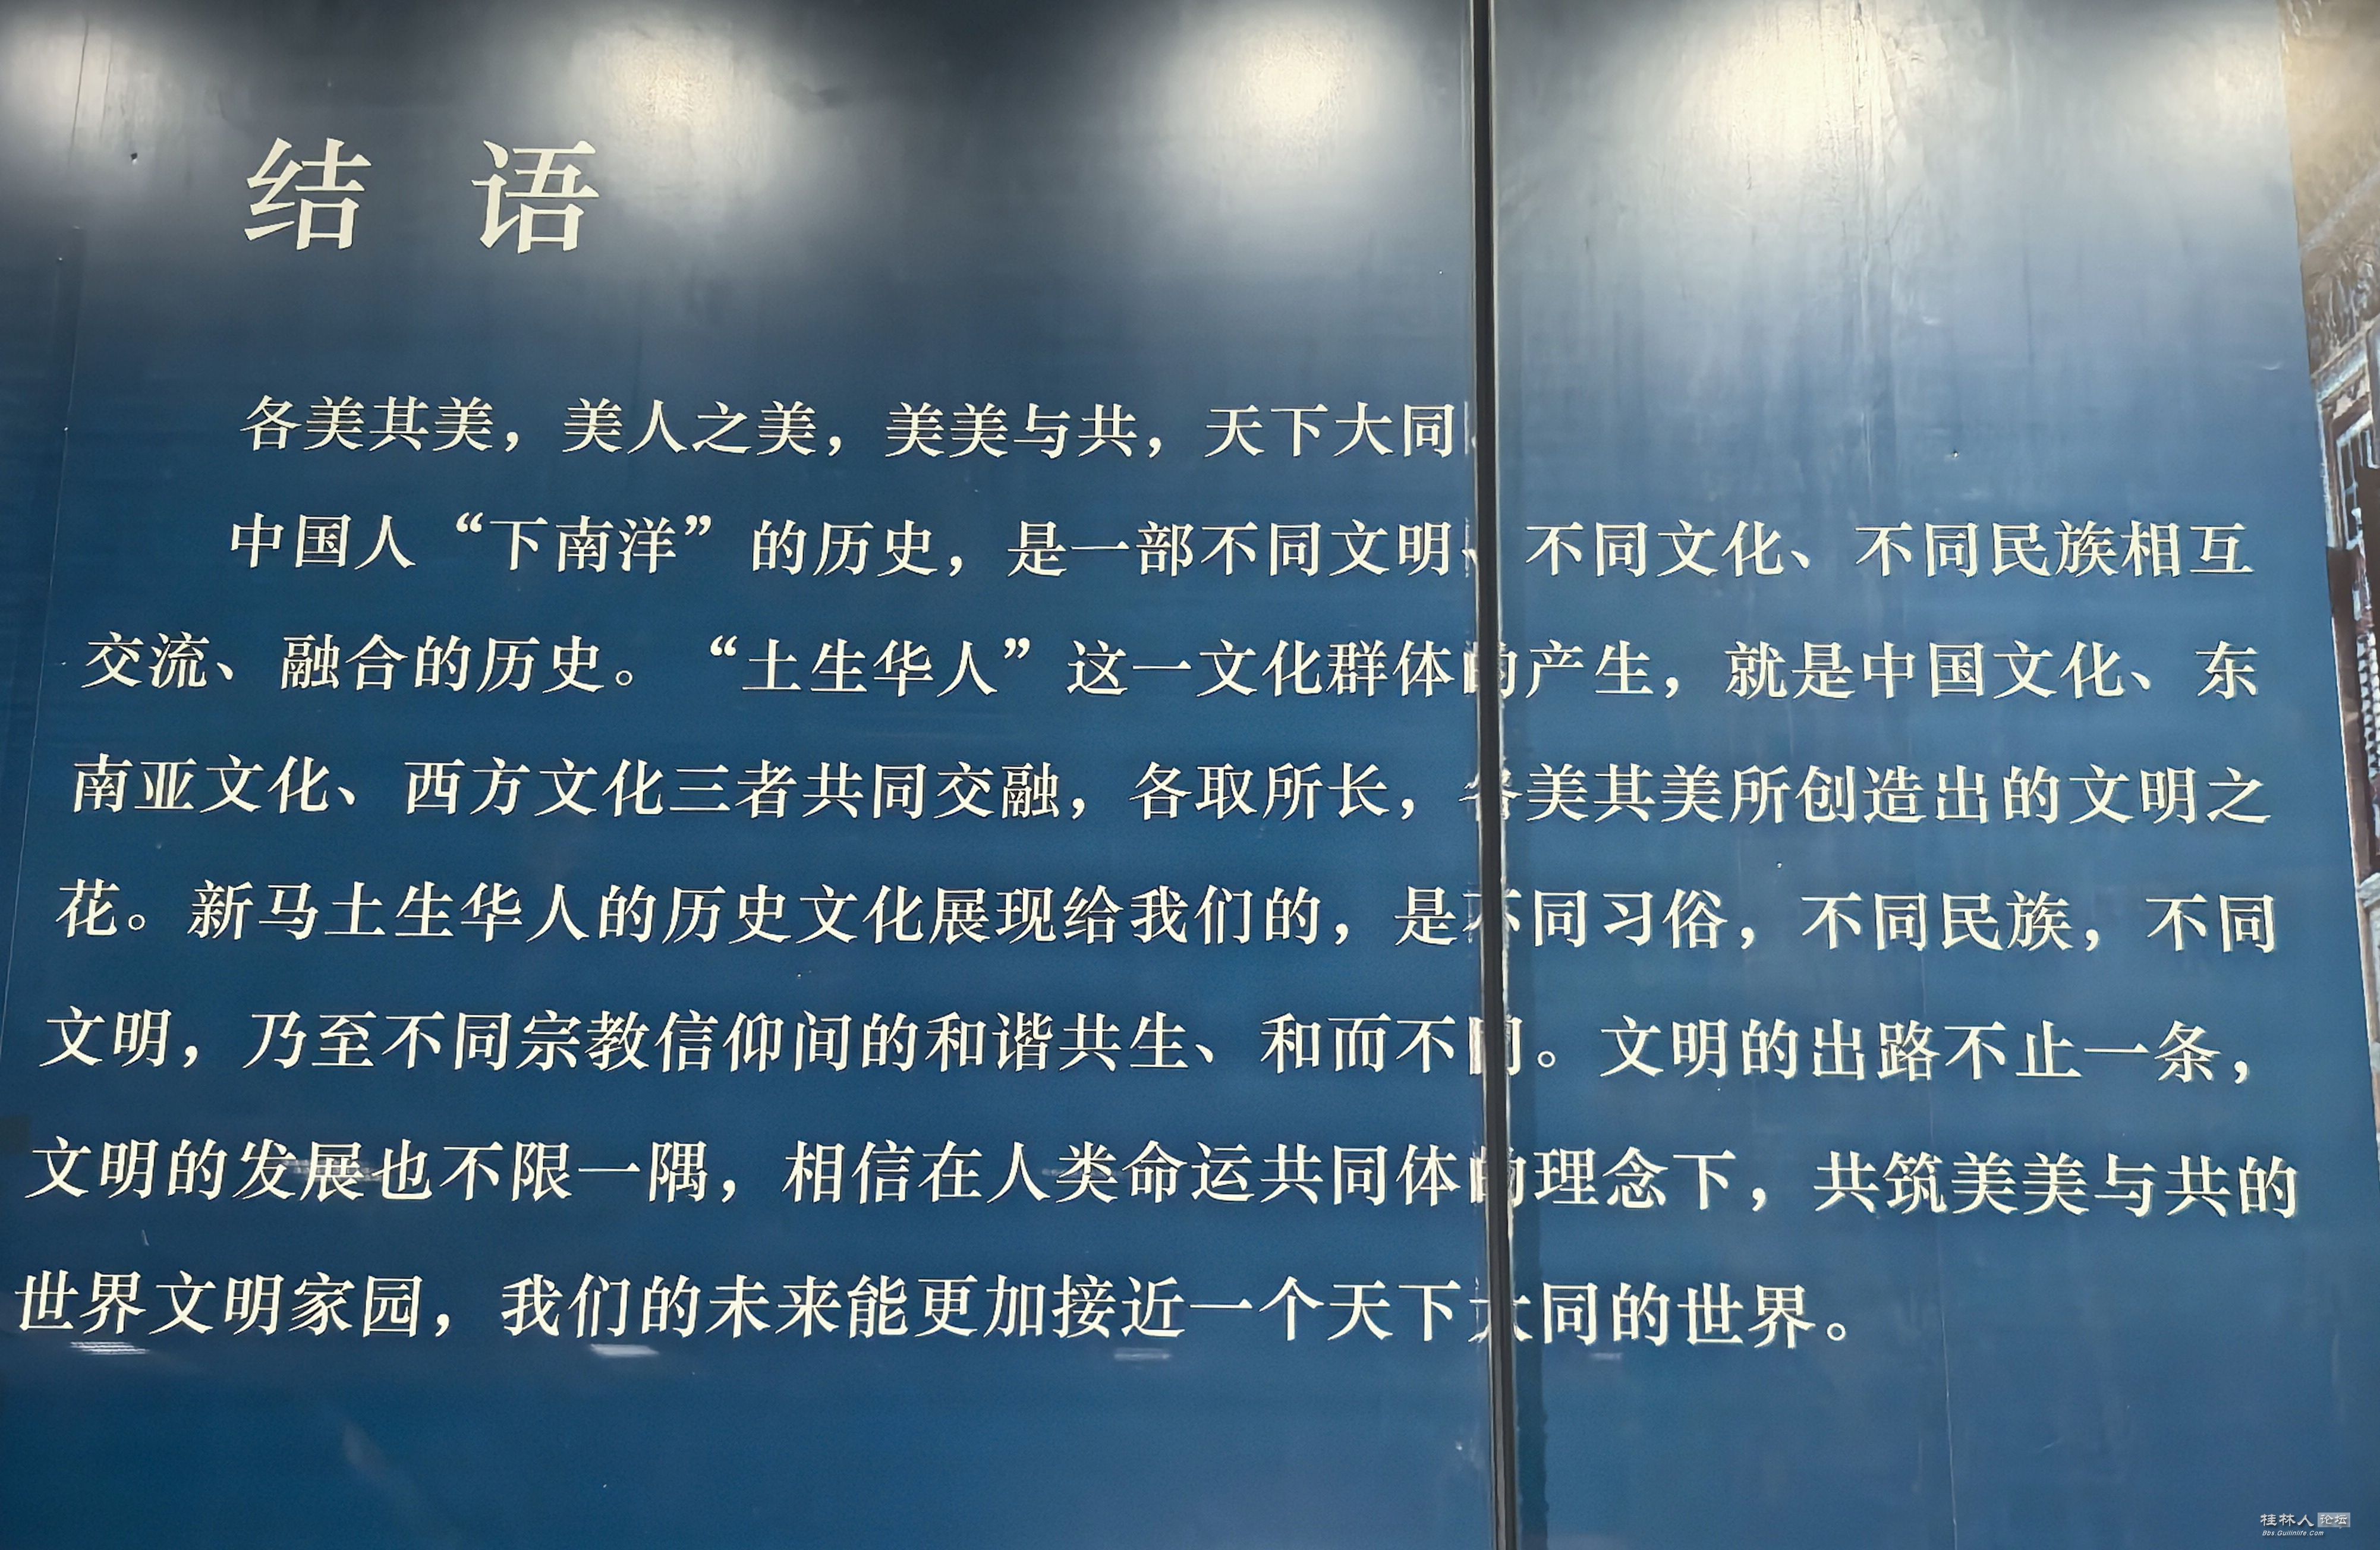 结 语
各美其美，美人之美，美美与共，天下大同
中国人“下南洋”的历史，是一部不同文明、不同文化、不同民族相互
交流、融合的历史。“土生华人”这一文化群体的产生，就是中国文化、东
南亚文化、西方文化三者共同交融，各取所长，各美其美所创造出的文明之
花。新马土生华人的历史文化展现给我们的，是不同习俗，不同民族，不同
文明，乃至不同宗教信仰间的和谐共生、和而不同。文明的出路不止一条，
文明的发展也不限一隅，相信在人类命运共同体的理念下，共筑美美与共的
世界文明家园，我们的未来能更加接近一个天下大同的世界。
桂林人论坛
Bbs.Guilinlife.Com